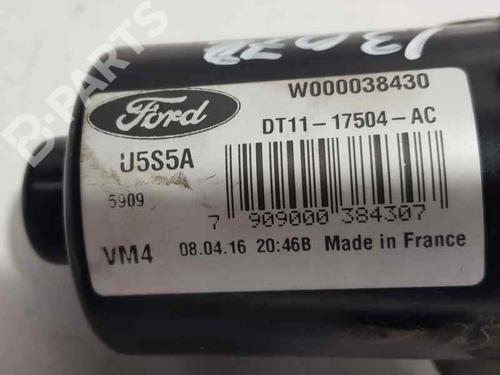 B-PARTS
W000038430
Ford
DT11-17504-AC
U5S5A
5909
7 909000 384307
VM4 08.04.16 20:46B Made in France